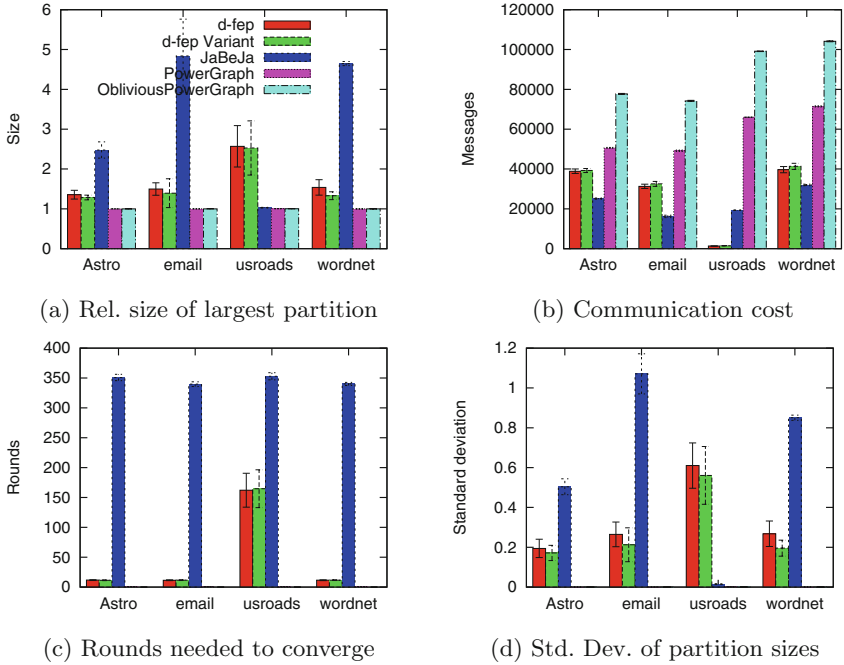 6
5
4
3
2
1
0
Size
Astro email usroads wordnet
d-fep
d-fep Variant
JaBeJa
PowerGraph
ObliviousPowerGraph
(a) Rel. size of largest partition
120000
100000
80000
60000
40000
20000
0
Messages
Astro email usroads wordnet
(b) Communication cost
400
350
300
250
200
150
100
50
0
Rounds
Astro email usroads wordnet
(c) Rounds needed to converge
1.2
1
0.8
0.6
0.4
0.2
0
Standard deviation
Astro email usroads wordnet
(d) Std. Dev. of partition sizes